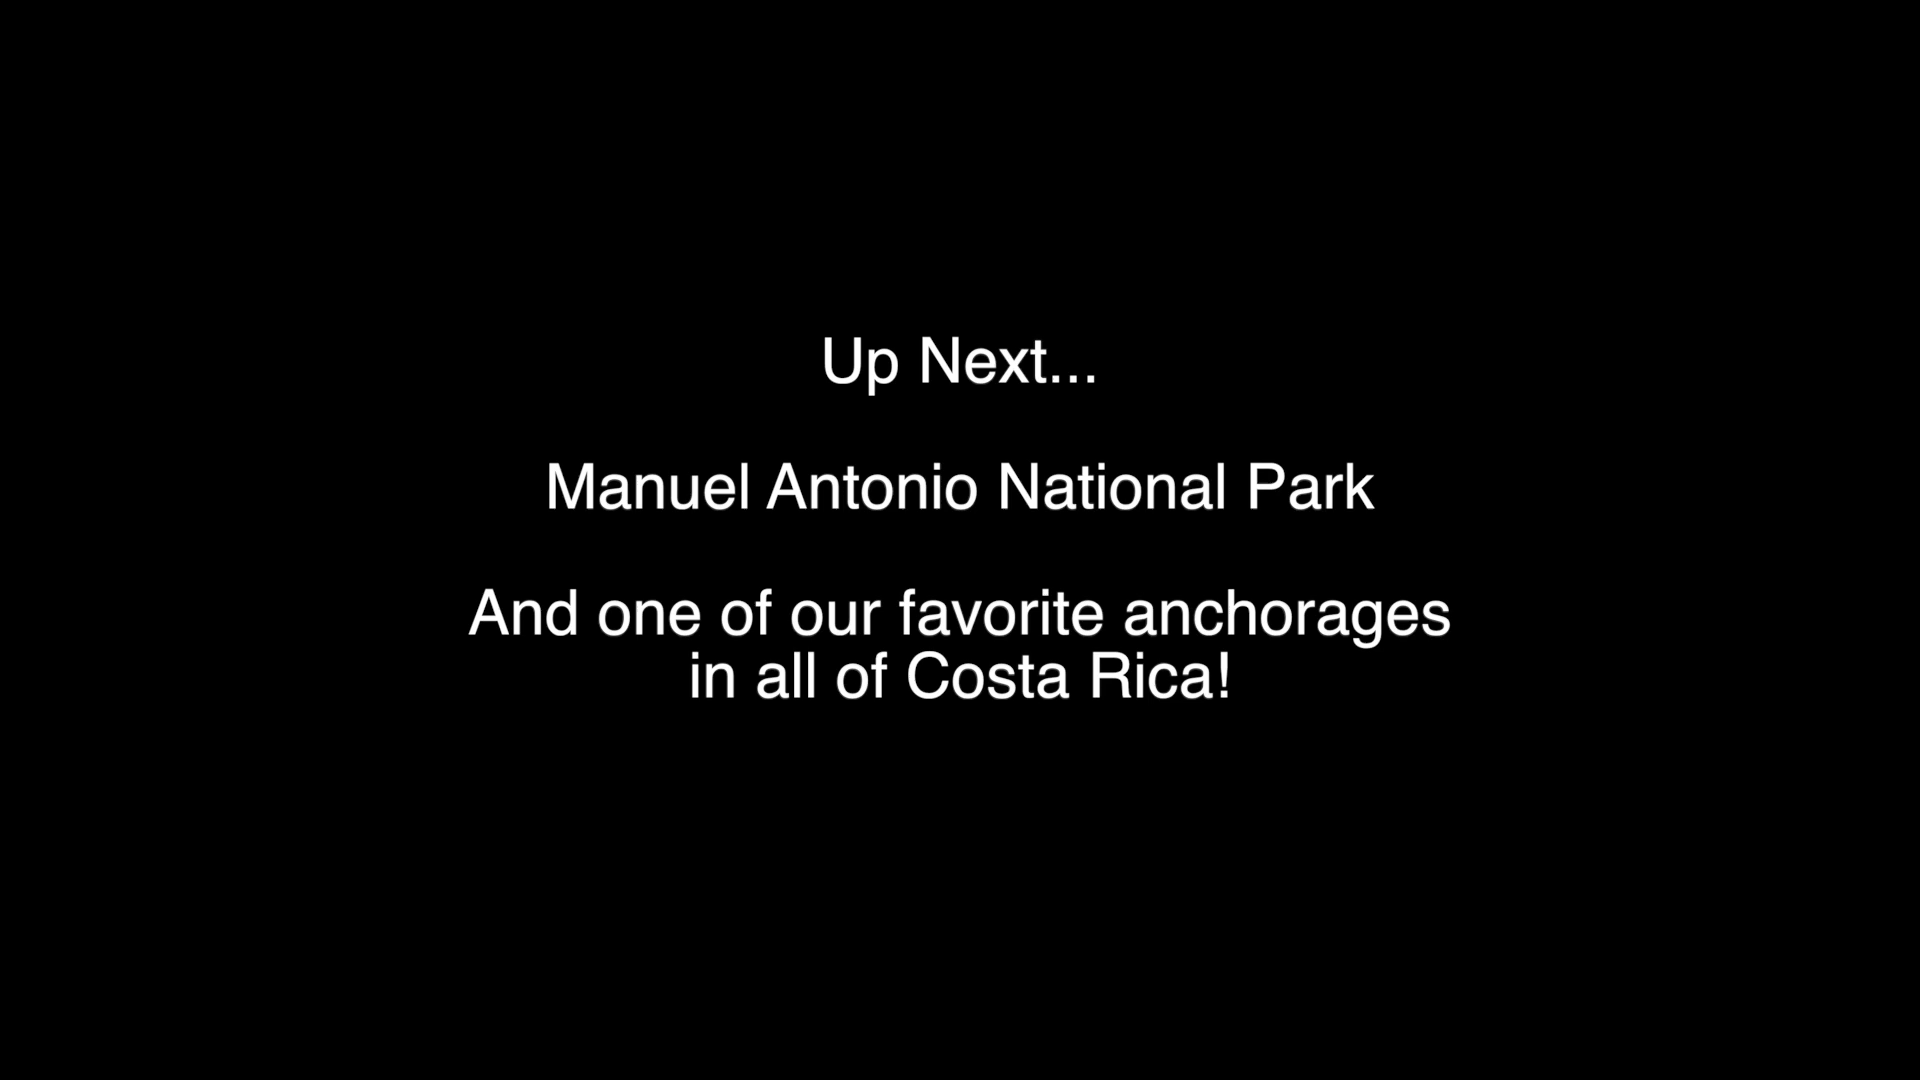 Up Next...
Manuel Antonio National Park
And one of our favorite anchorages
in all of Costa Rica!